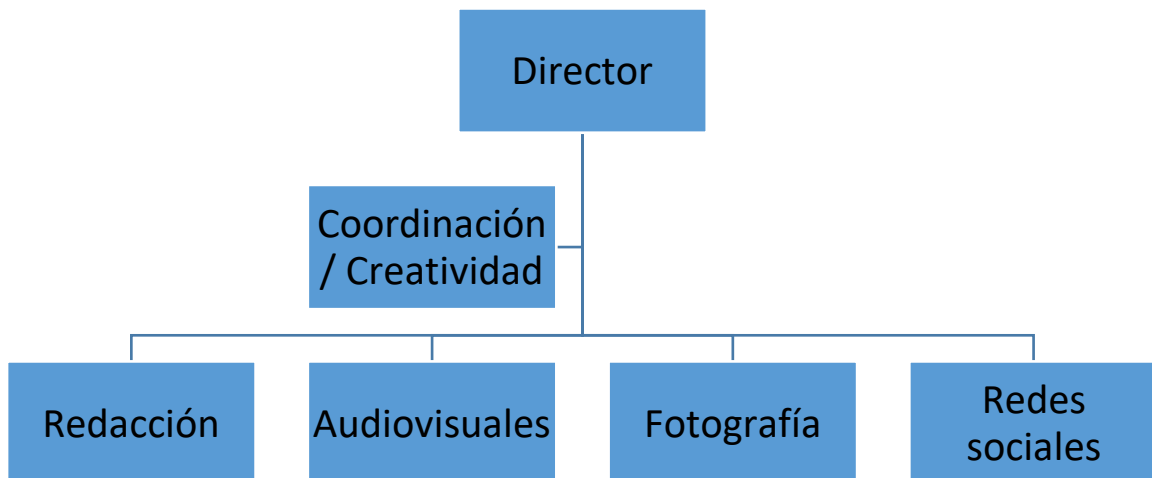 Director
Coordinación
/ Creatividad
Redacción
Audiovisuales
Fotografía
Redes
sociales